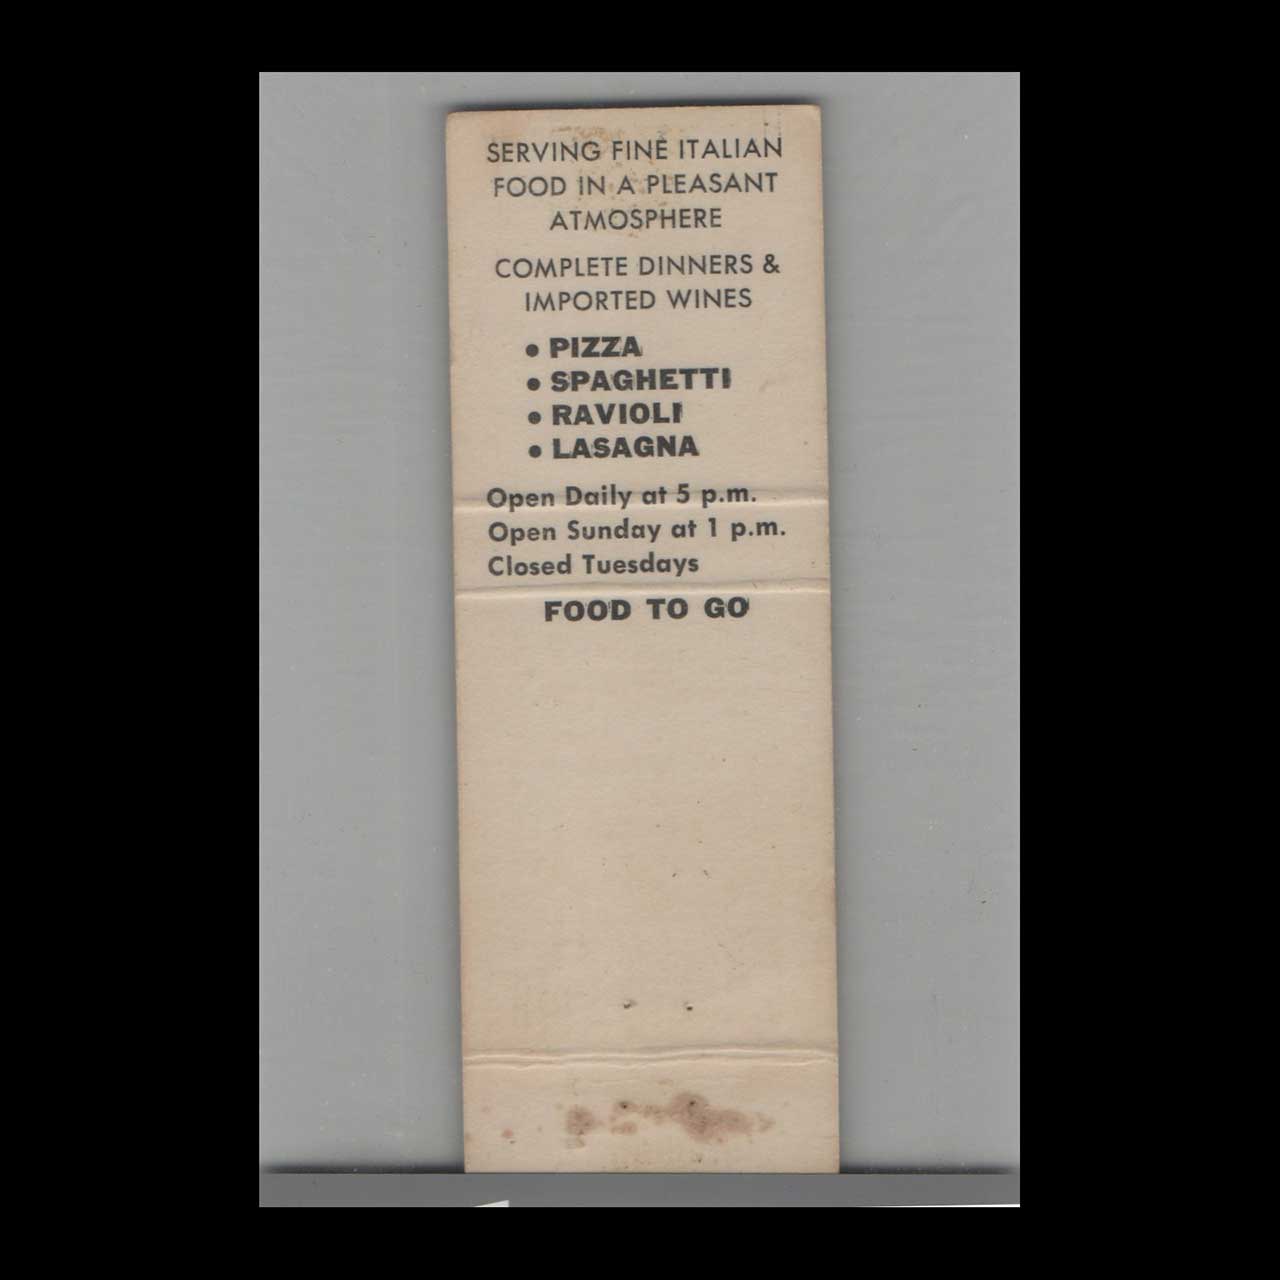 SERVING FINE ITALIAN
FOOD IN A PLEASANT
ATMOSPHERE
COMPLETE DINNERS &
IMPORTED WINES
• PIZZA
• SPAGHETTI
• RAVIOLI
• LASAGNA
Open Daily at 5 p.m.
Open Sunday at 1 p.m.
Closed Tuesdays
FOOD TO GO